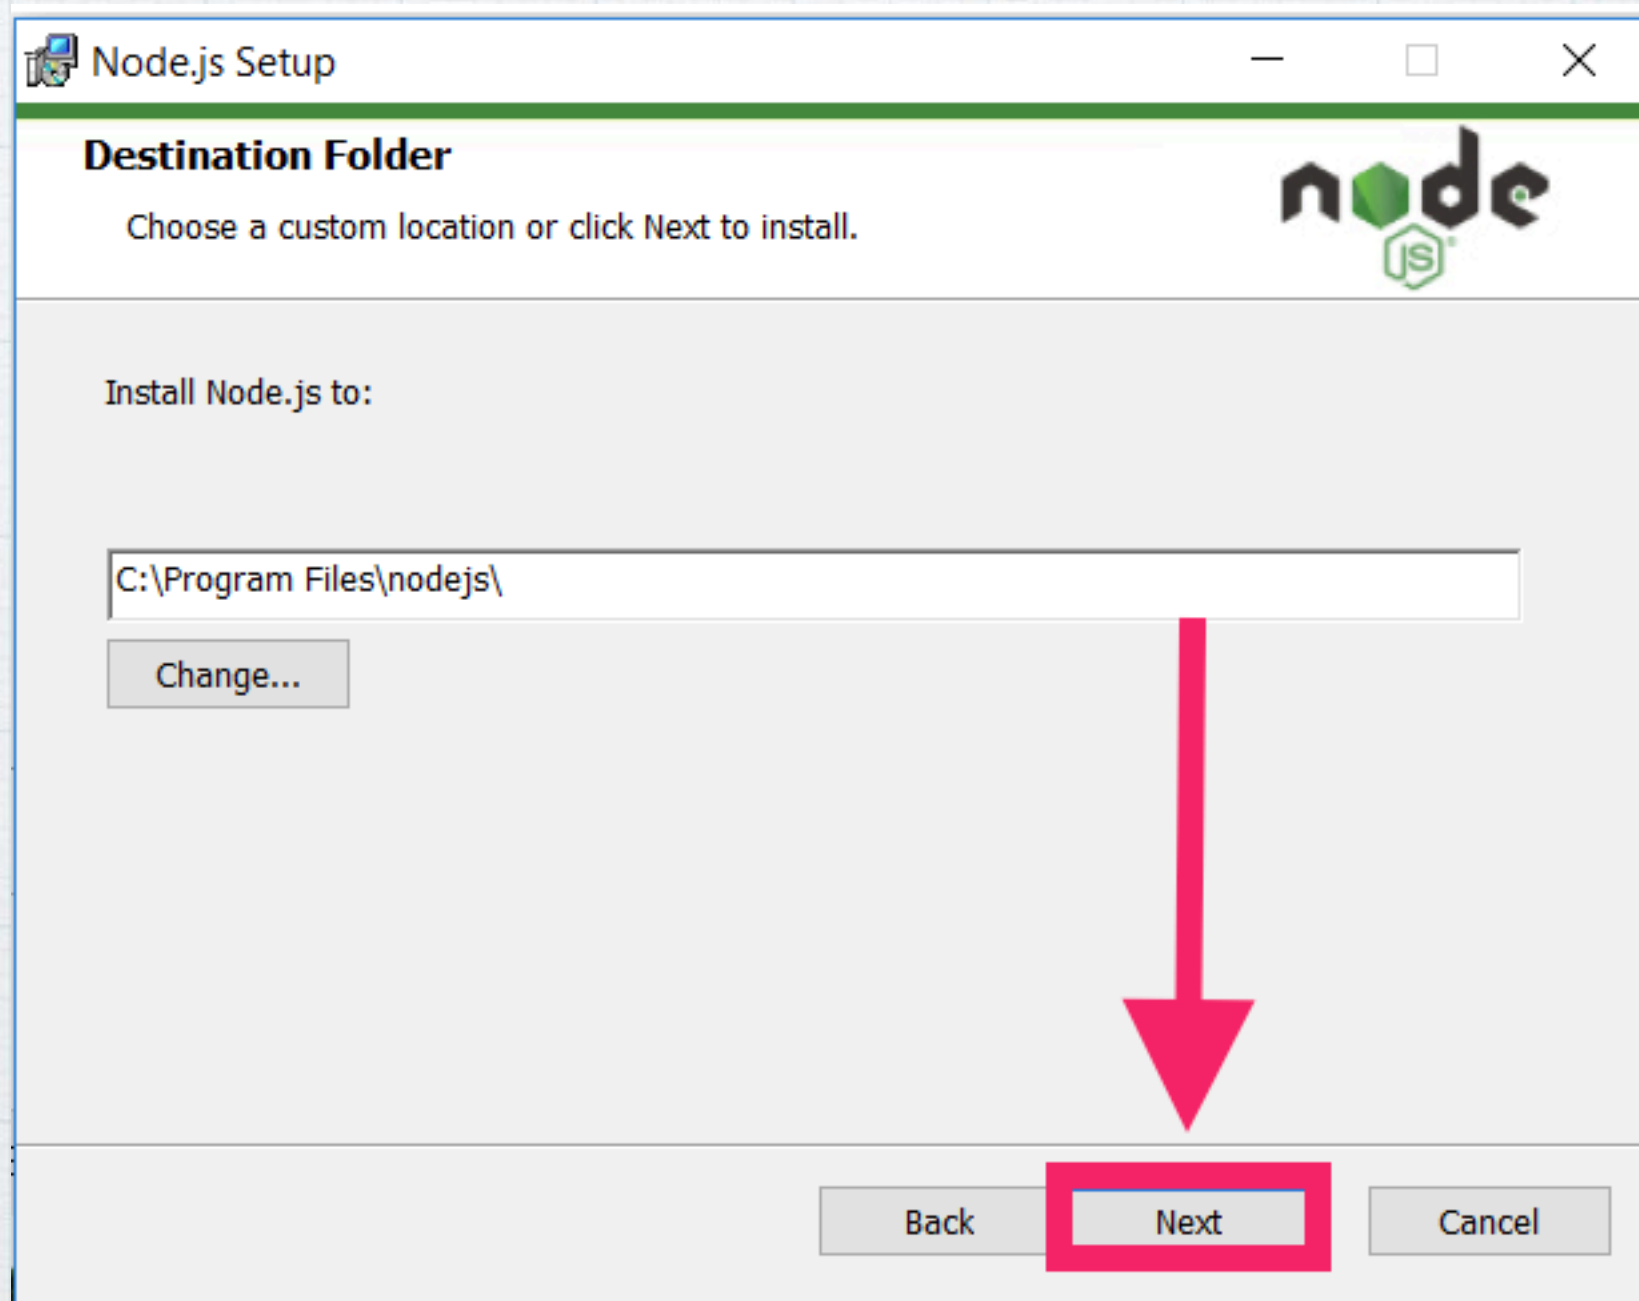 Node.js Setup
Destination Folder
Choose a custom location or click Next to install.
node
JS
Install Node.js to:
C:\Program Files\nodejs\
Change...
Back
Next
Cancel